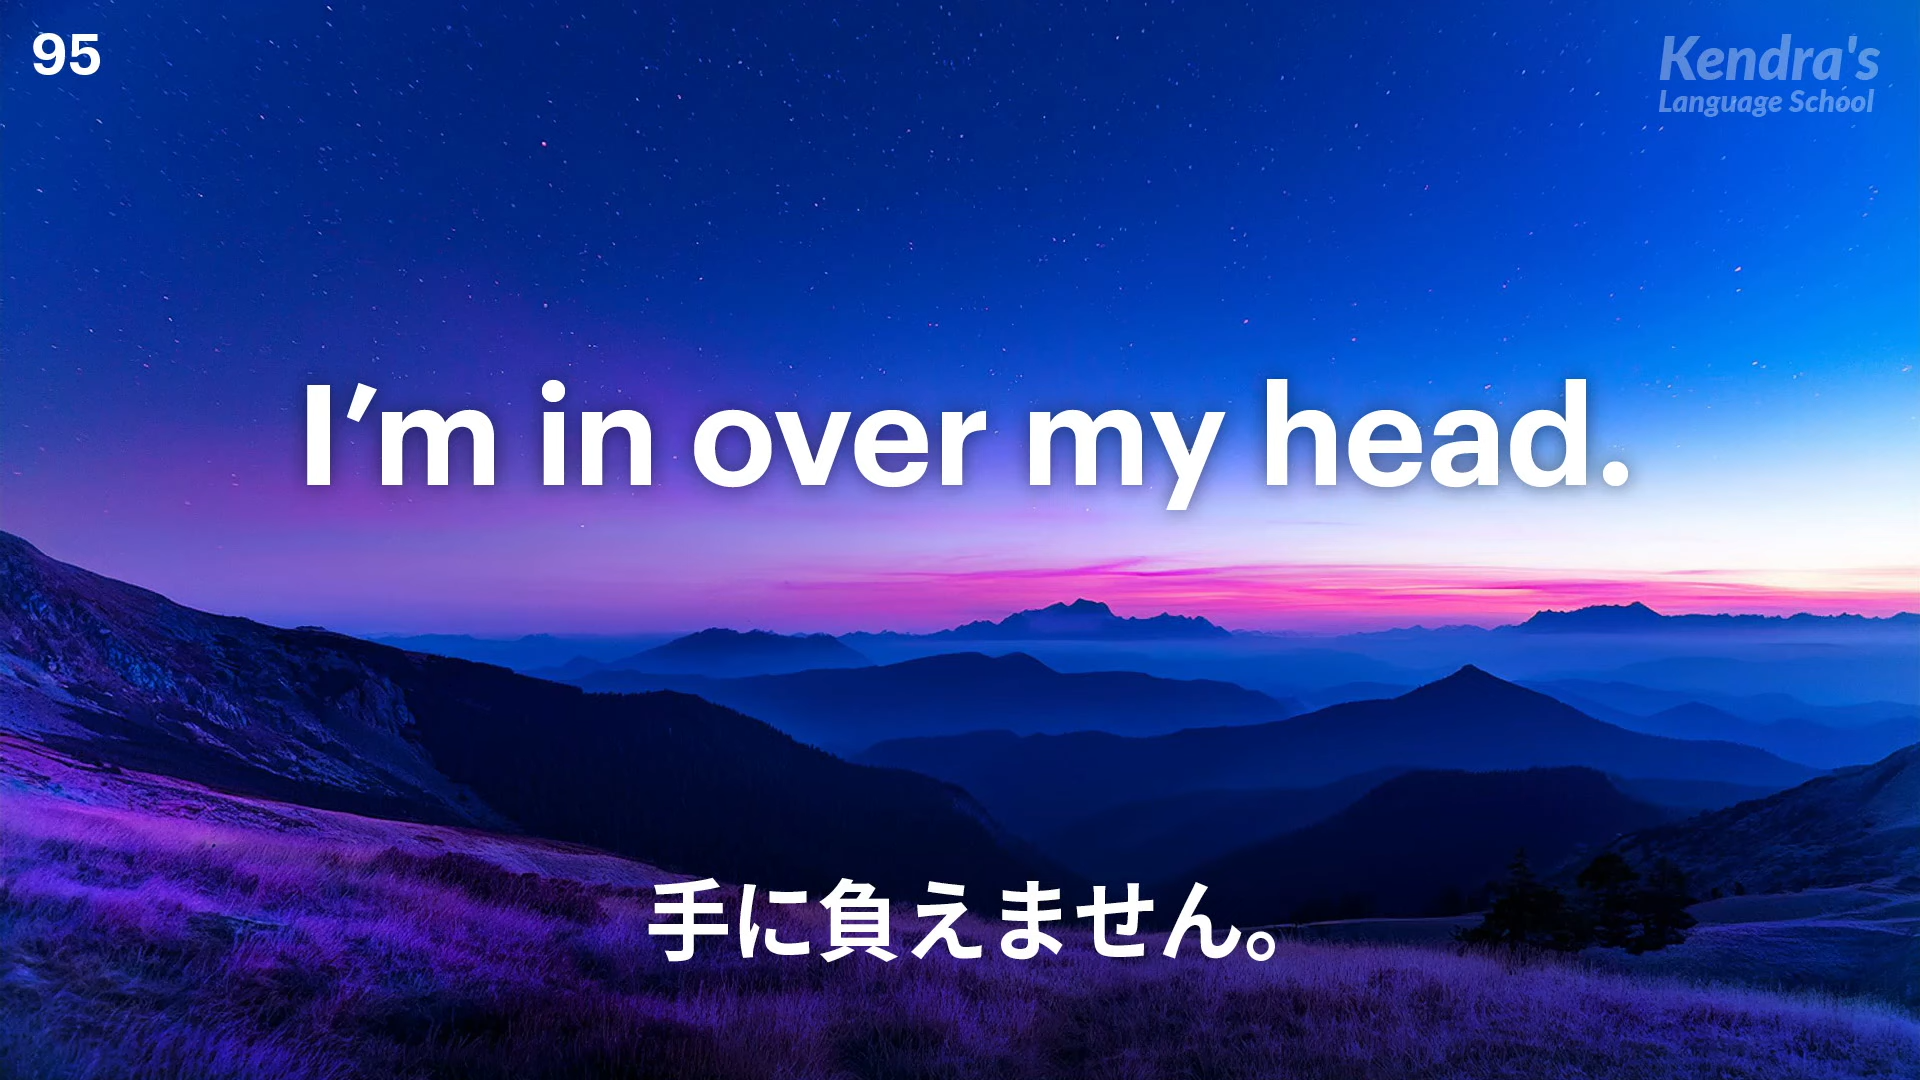 95
Kendra's
Language School
I’m in over my head.
手に負えません。